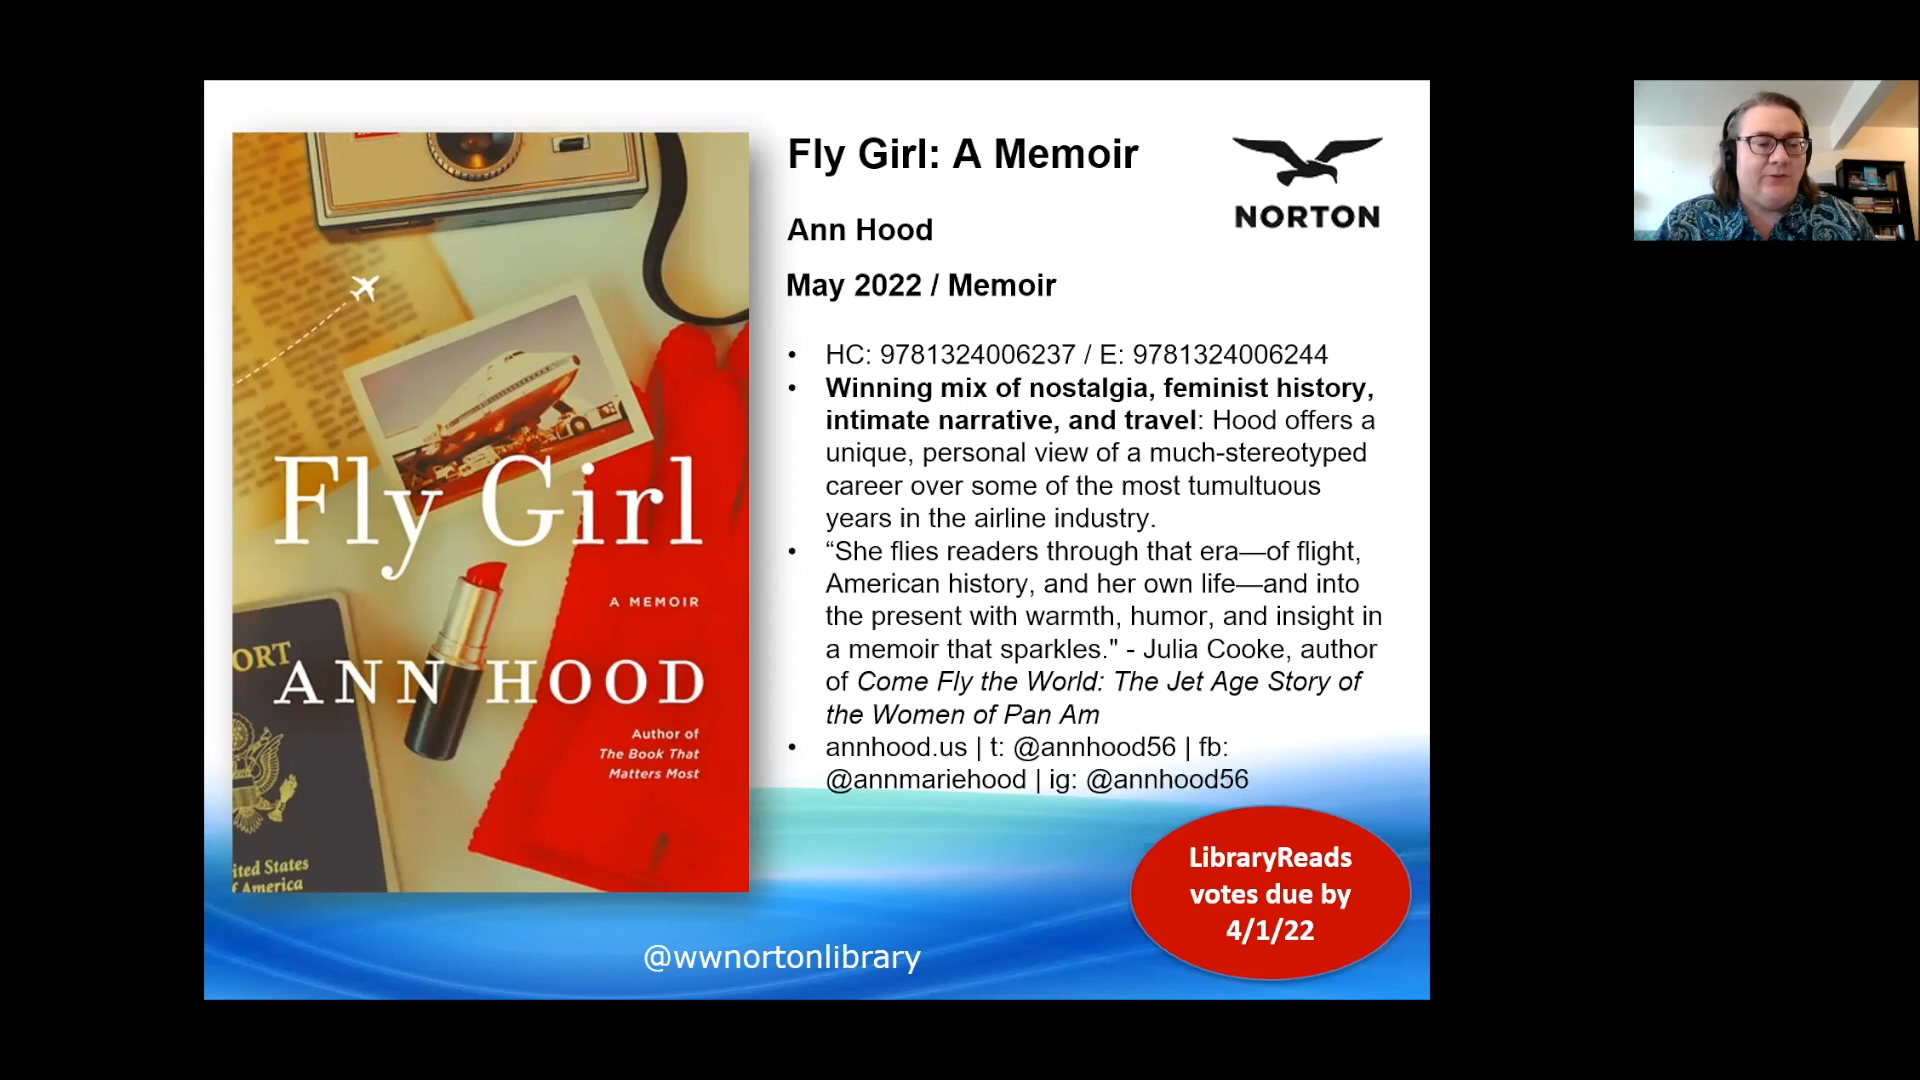 Fly Girl
A MEMOIR
ORT
ANN HOOD
Author of
The Book That
Matters Most
ited States
f America
Fly Girl: A Memoir
NORTON
Ann Hood
May 2022 / Memoir
• HC: 9781324006237 / E: 9781324006244
• Winning mix of nostalgia, feminist history,
intimate narrative, and travel: Hood offers a
unique, personal view of a much-stereotyped
career over some of the most tumultuous
years in the airline industry.
• “She flies readers through that era—of flight,
American history, and her own life—and into
the present with warmth, humor, and insight in
a memoir that sparkles." - Julia Cooke, author
of Come Fly the World: The Jet Age Story of
the Women of Pan Am
• annhood.us | t: @annhood56 | fb:
@annmariehood | ig: @annhood56
LibraryReads
votes due by
4/1/22
@wwnortonlibrary